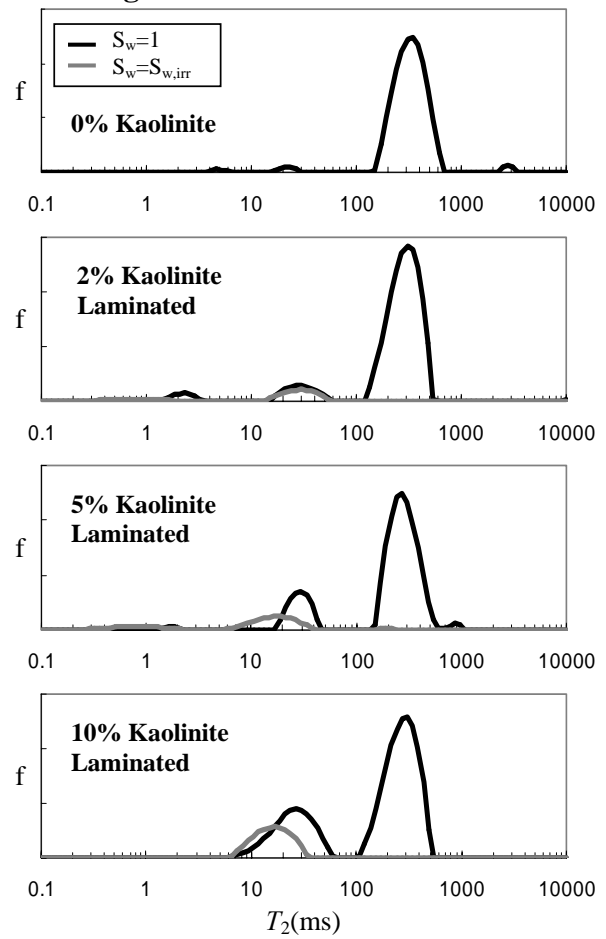 S_w=1
S_w=S_w,irr
f
0% Kaolinite
0.1 1 10 100 1000 10000
2% Kaolinite
Laminated
f
0.1 1 10 100 1000 10000
5% Kaolinite
Laminated
f
0.1 1 10 100 1000 10000
10% Kaolinite
Laminated
f
0.1 1 10 100 1000 10000
T_2(ms)